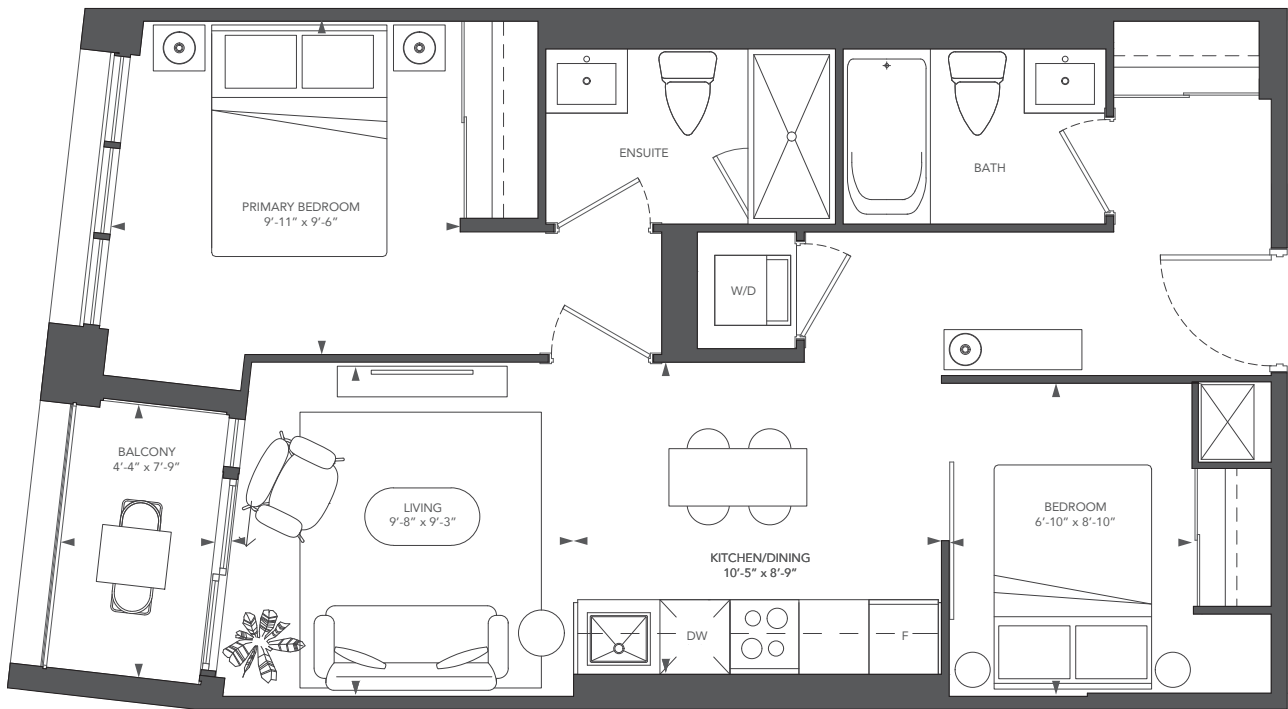 ENSUITE
BATH
PRIMARY BEDROOM
9'-11" x 9'-6"
W/D
BALCONY
4'-4" x 7'-9"
LIVING
9'-8" x 9'-3"
BEDROOM
6'-10" x 8'-10"
KITCHEN/DINING
10'-5" x 8'-9"
DW
F